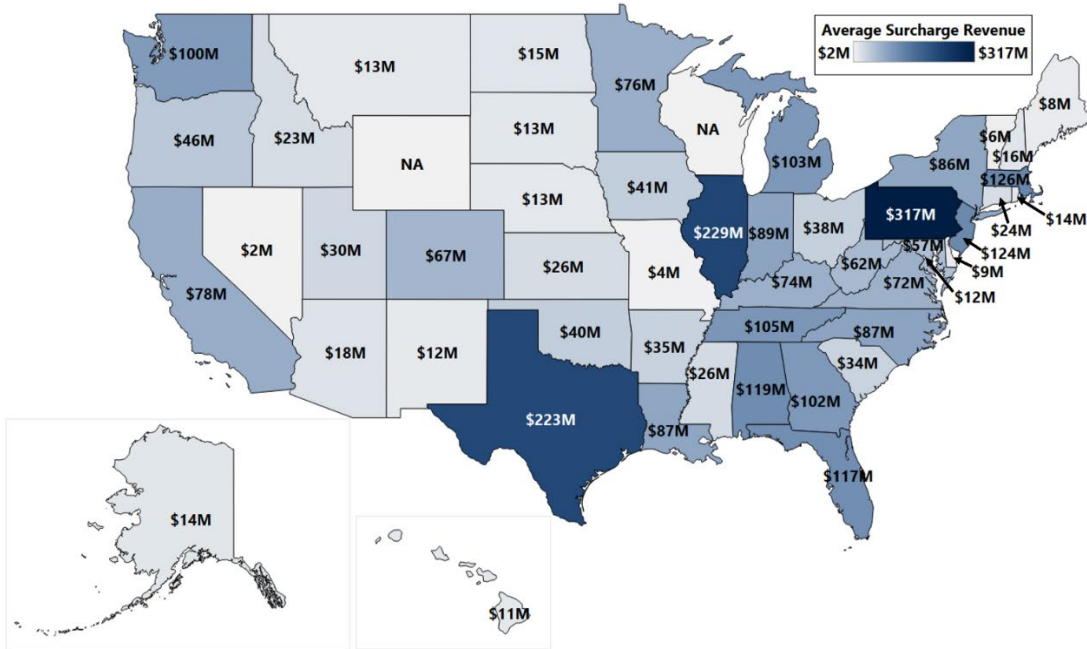 Average Surcharge Revenue
$2M $317M
$100M
$13M
$15M
$76M
$8M
$46M
$23M
NA
$13M
NA
$103M
$6M
$16M
$86M
$126M
$41M
$13M
$14M
$24M
$317M
$229M
$89M
$38M
$2M
$30M
$67M
$26M
$4M
$57M
$124M
$62M
$9M
$74M
$72M
$12M
$78M
$18M
$12M
$40M
$35M
$105M
$87M
$26M
$119M
$102M
$34M
$223M
$87M
$117M
$14M
$11M